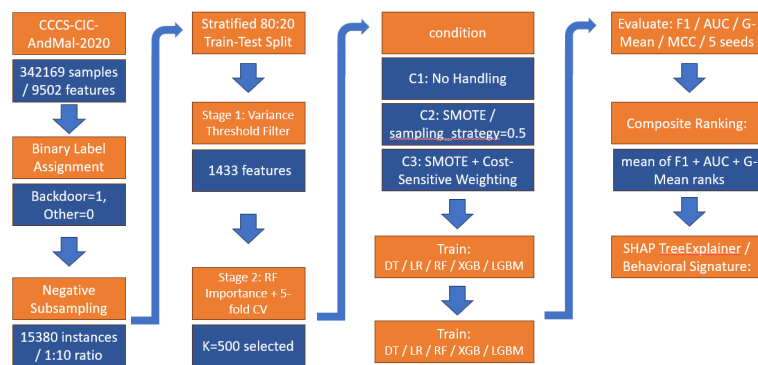 CCCS-CIC-
AndMal-2020
342169 samples
/ 9502 features
Binary Label
Assignment
Backdoor=1,
Other=0
Negative
Subsampling
15380 instances
/ 1:10 ratio
Stratified 80:20
Train-Test Split
Stage 1: Variance
Threshold Filter
1433 features
Stage 2: RF
Importance + 5-
fold CV
K=500 selected
condition
C1: No Handling
C2: SMOTE /
sampling_strategy=0.5
C3: SMOTE + Cost-
Sensitive Weighting
Train:
DT / LR / RF / XGB / LGBM
Train:
DT / LR / RF / XGB / LGBM
Evaluate: F1 / AUC / G-
Mean / MCC / 5 seeds
Composite Ranking:
mean of F1 + AUC + G-
Mean ranks
SHAP TreeExplainer /
Behavioral Signature: